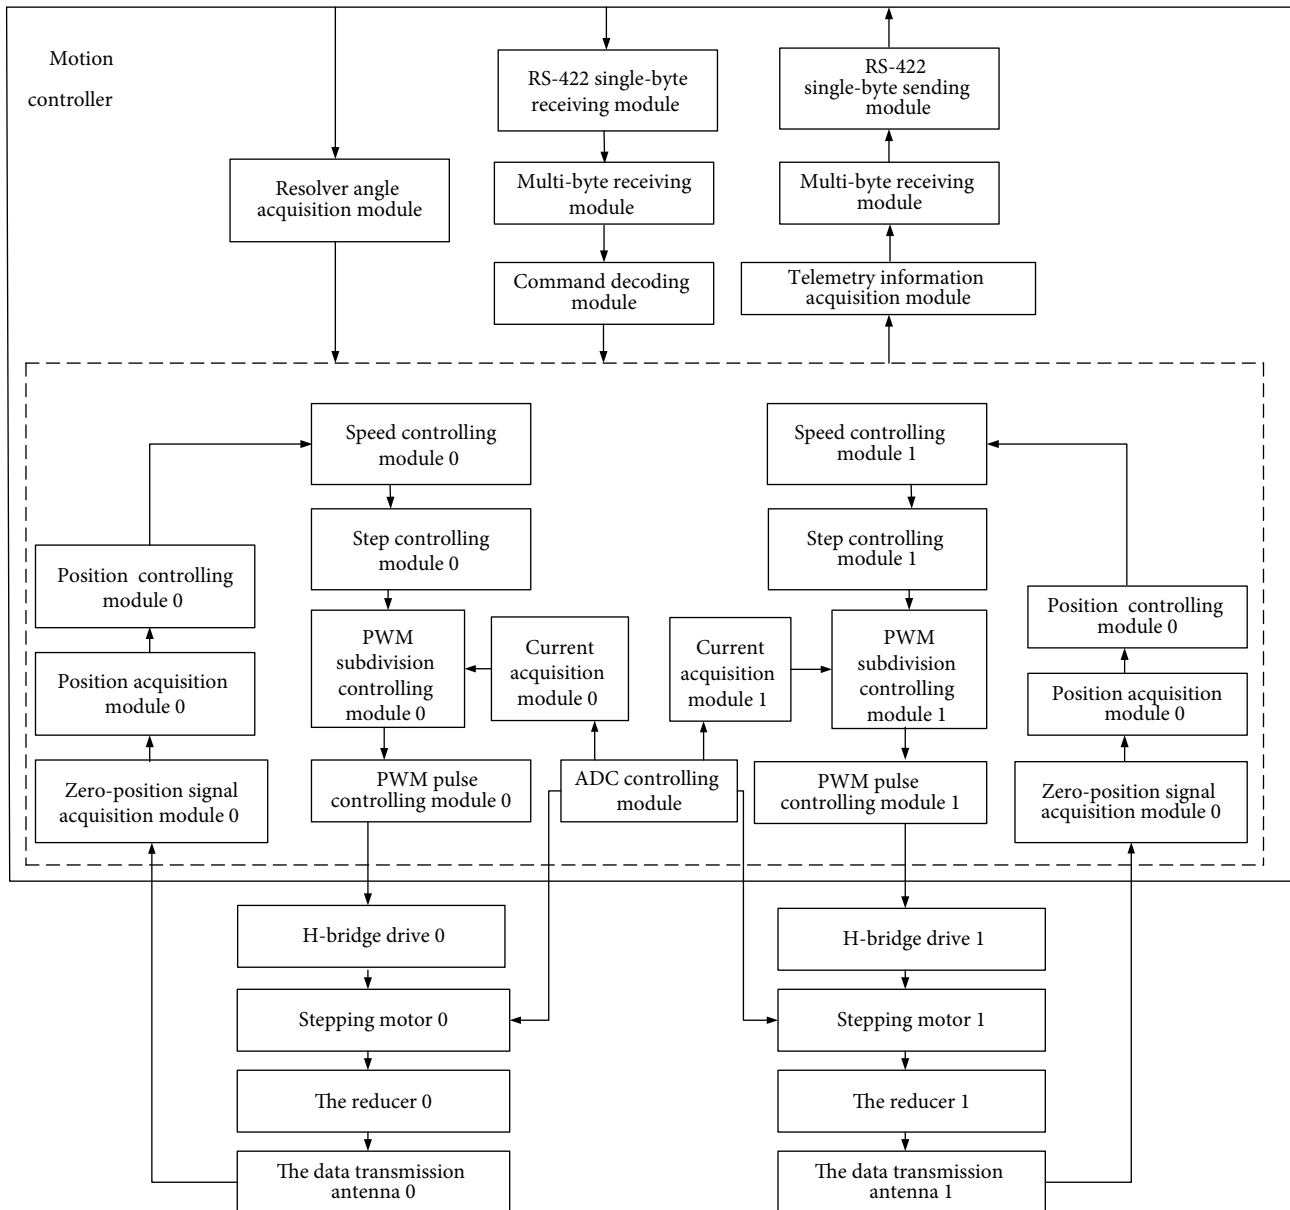 Motion
controller
RS-422 single-byte
receiving module
RS-422
single-byte sending
module
Resolver angle
acquisition module
Multi-byte receiving
module
Multi-byte receiving
module
Command decoding
module
Telemetry information
acquisition module
Speed controlling
module 0
Speed controlling
module 1
Step controlling
module 0
Step controlling
module 1
Position controlling
module 0
Position controlling
module 0
PWM
subdivision
controlling
module 0
Current
acquisition
module 0
Current
acquisition
module 1
PWM
subdivision
controlling
module 1
Position acquisition
module 0
Position acquisition
module 0
Zero-position signal
acquisition module 0
PWM pulse
controlling module 0
ADC controlling
module
PWM pulse
controlling module 1
Zero-position signal
acquisition module 0
H-bridge drive 0
H-bridge drive 1
Stepping motor 0
Stepping motor 1
The reducer 0
The reducer 1
The data transmission
antenna 0
The data transmission
antenna 1